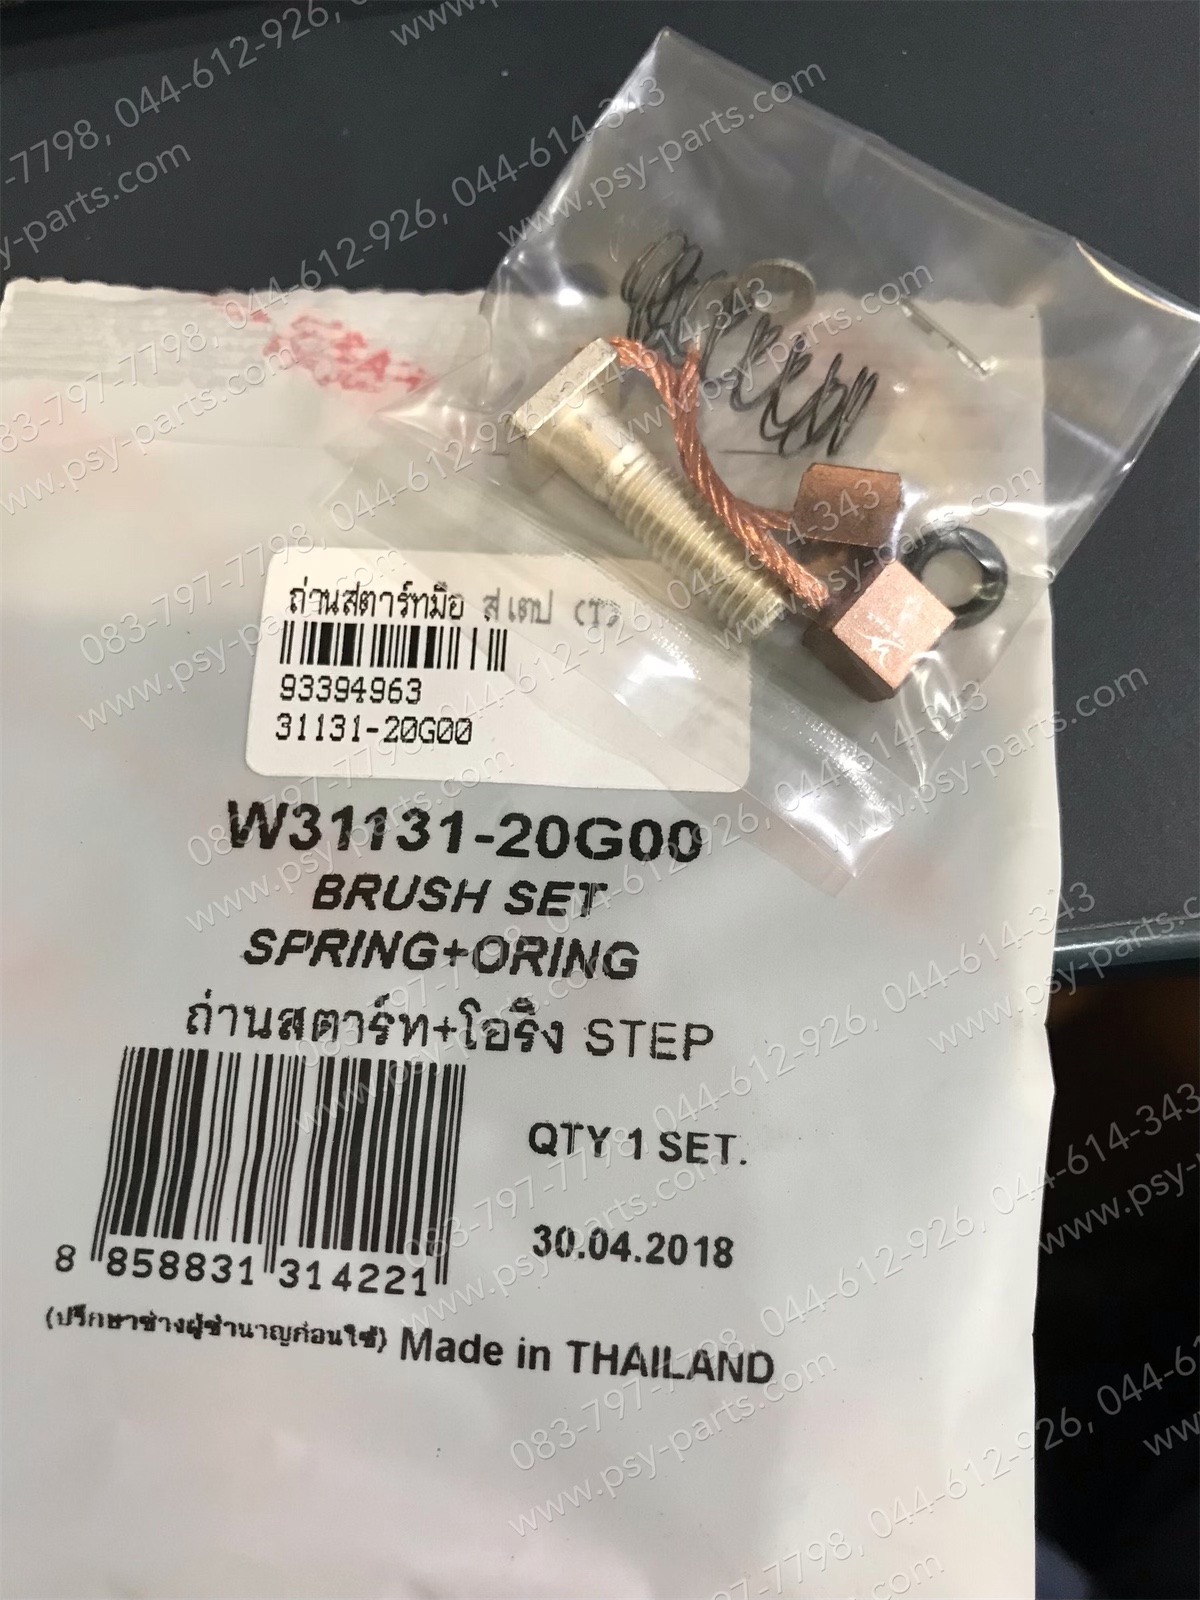 ถ่านสตาร์ทมือ สเตป (T)
93394963
31131-20G00
W31131-20G00
BRUSH SET
SPRING+ORING
ถ่านสตาร์ท+โอริง STEP
QTY 1 SET.
30.04.2018
8 858831 314221
(ปรึกษาช่างผู้ชำนาญก่อนใช้) Made in THAILAND
083-797-7798, 044-612-926, 044-614-343
www.psy-parts.com